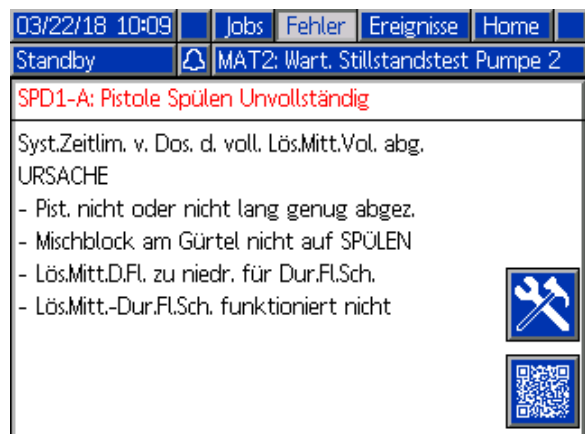 03/22/18 10:09 Jobs Fehler Ereignisse Home
Standby MAT2: Wart. Stillstandstest Pumpe 2
SPD1-A: Pistole Spülen Unvollständig
Syst.Zeitlim. v. Dos. d. voll. Lös.Mitt.Vol. abg.
URSACHE
- Pist. nicht oder nicht lang genug abgez.
- Mischblock am Gürtel nicht auf SPÜLEN
- Lös.Mitt.D.Fl. zu niedr. für Dur.Fl.Sch.
- Lös.Mitt.-Dur.Fl.Sch. funktioniert nicht